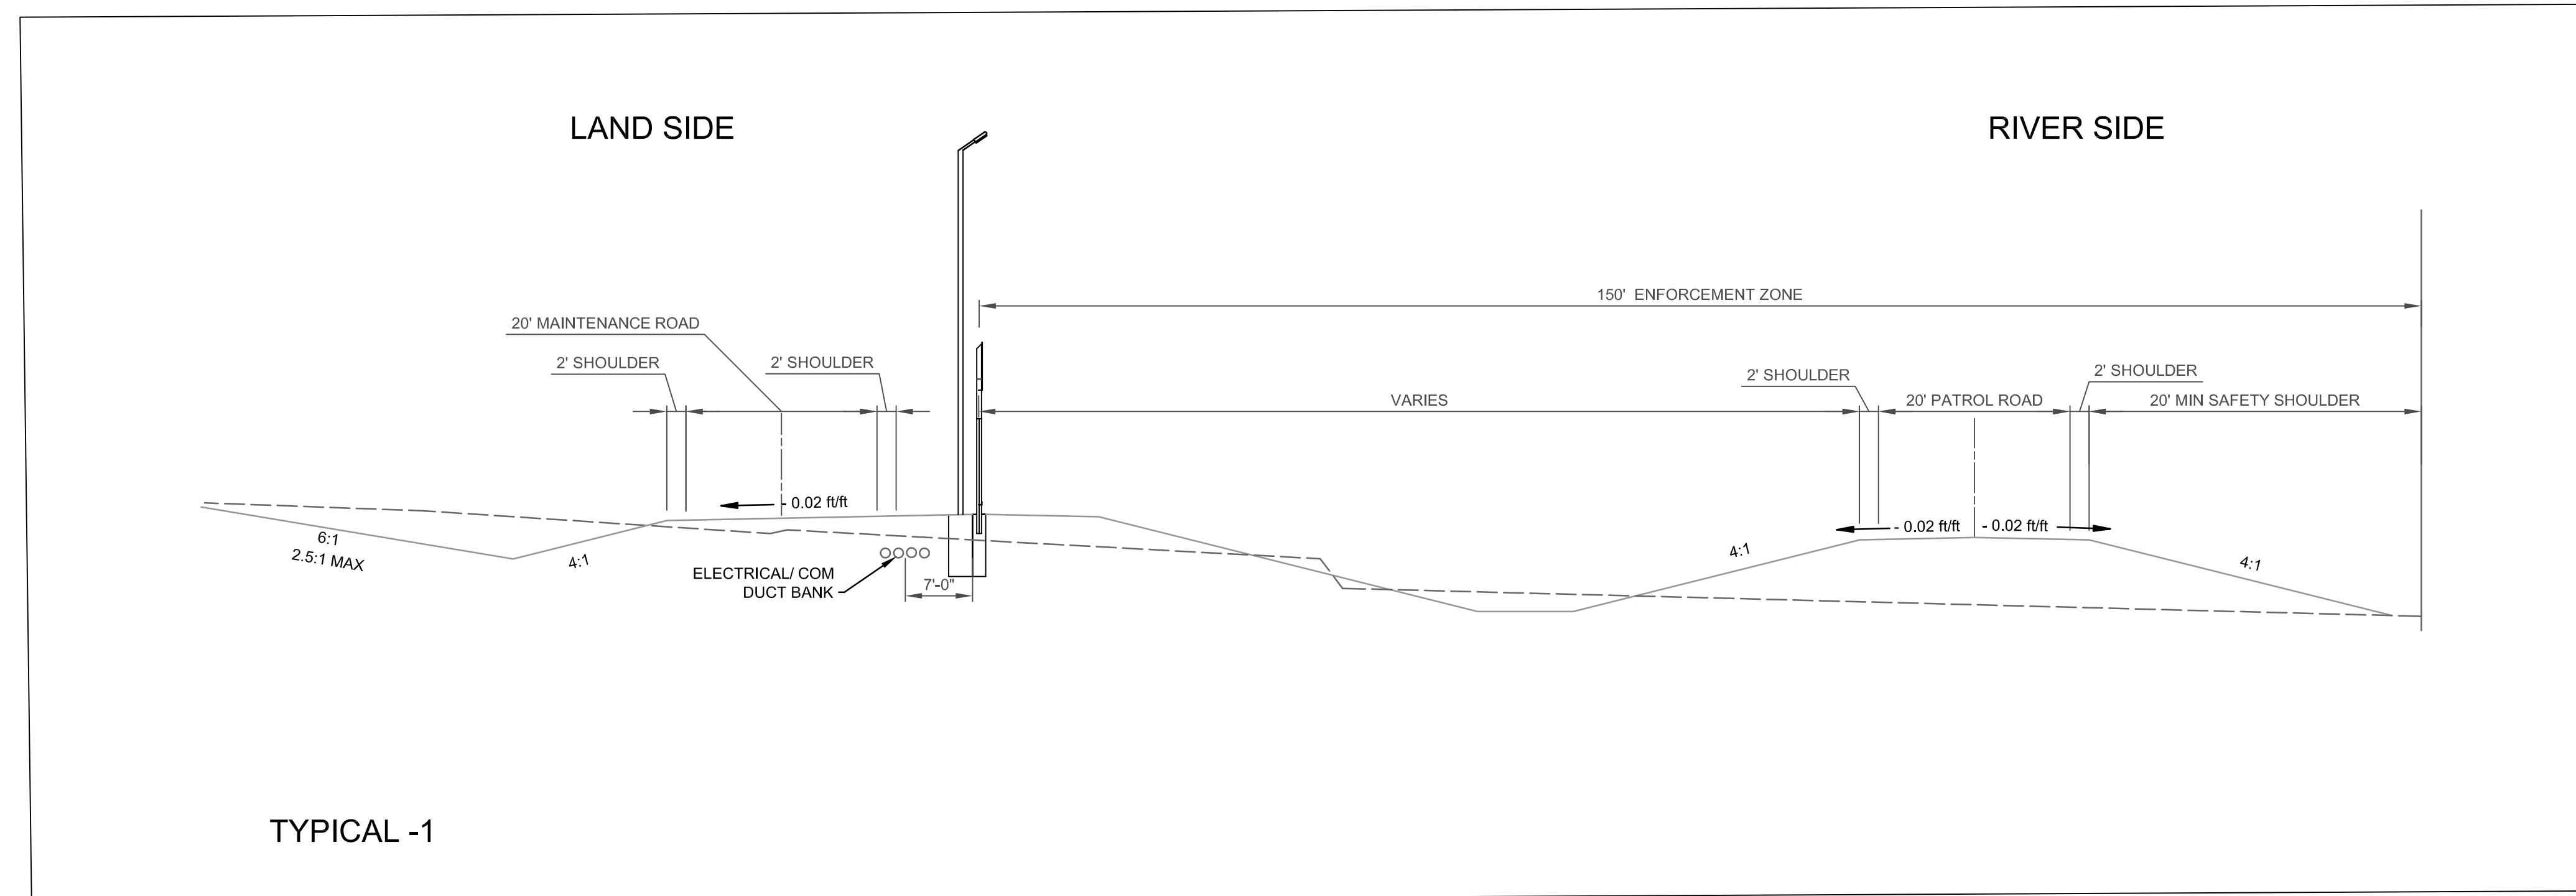 LAND SIDE
RIVER SIDE
150'  ENFORCEMENT ZONE
20' MAINTENANCE ROAD
2' SHOULDER
2' SHOULDER
2' SHOULDER
2' SHOULDER
VARIES
20' PATROL ROAD
20' MIN SAFETY SHOULDER
- 0.02 ft/ft
- 0.02 ft/ft
- 0.02 ft/ft
6:1
2.5:1 MAX
4:1
4:1
4:1
ELECTRICAL/ COM
DUCT BANK
7'-0"
TYPICAL -1